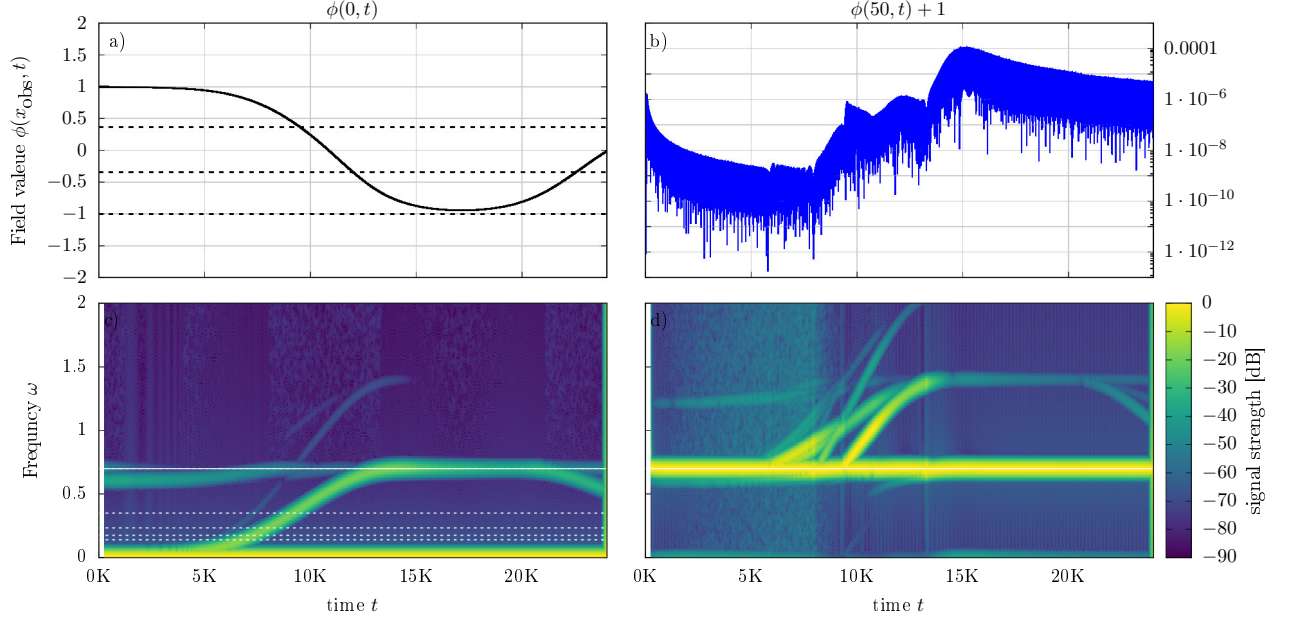 ϕ(0, t)
ϕ(50, t) + 1
a)
b)
2
1.5
1
0.5
0
−0.5
−1
−1.5
−2
Field valeue ϕ(x_obs, t)
0.0001
1 · 10^−6
1 · 10^−8
1 · 10^−10
1 · 10^−12
c)
d)
2
1.5
1
0.5
0
Frequncy ω
0K
5K
10K
15K
20K
time t
0K
5K
10K
15K
20K
time t
0
−10
−20
−30
−40
−50
−60
−70
−80
−90
signal strength [dB]